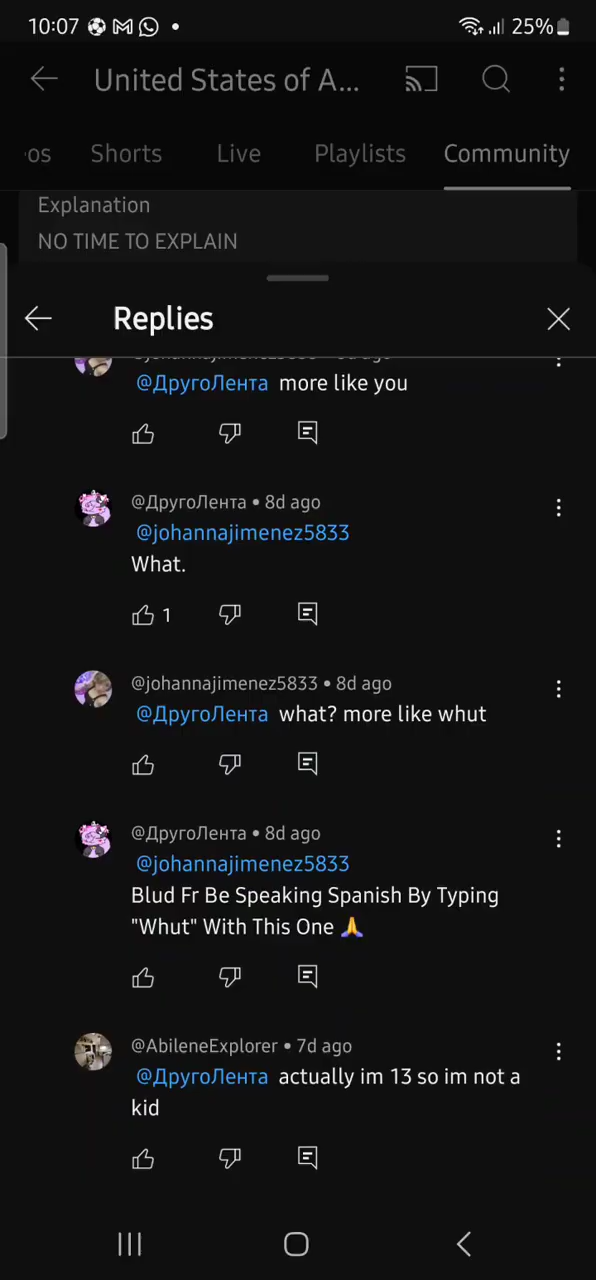 10:07
25%
United States of A...
os
Shorts
Live
Playlists
Community
Explanation
NO TIME TO EXPLAIN
Replies
@ДругоЛента more like you
@ДругоЛента • 8d ago
@johannajimenez5833
What.
1
@johannajimenez5833 • 8d ago
@ДругоЛента what? more like whut
@ДругоЛента • 8d ago
@johannajimenez5833
Blud Fr Be Speaking Spanish By Typing
"Whut" With This One 🙏
@AbileneExplorer • 7d ago
@ДругоЛента actually im 13 so im not a
kid